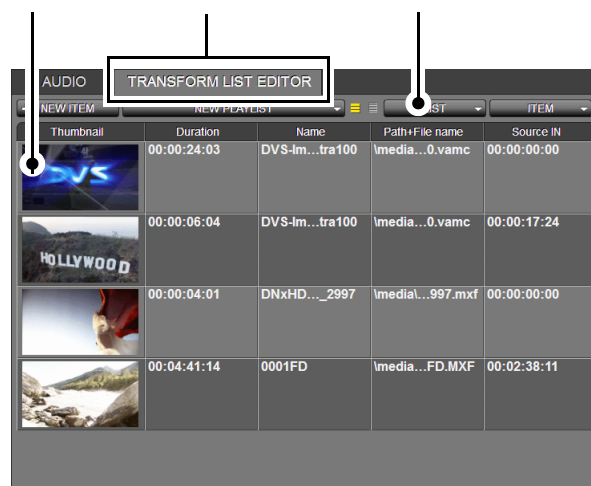 AUDIO TRANSFORM LIST EDITOR
NEW ITEM NEW PLAYLIST ITEM
Thumbnail Duration Name Path+File name Source IN
DVS 00:00:24:03 DVS-Im...tra100 \media...0.vamc 00:00:00:00
HOLLYWOOD 00:00:06:04 DVS-Im...tra100 \media...0.vamc 00:00:17:24
00:00:04:01 DNxHD..._2997 \media\...997.mxf 00:00:00:00
00:04:41:14 0001FD \media...FD.MXF 00:02:38:11